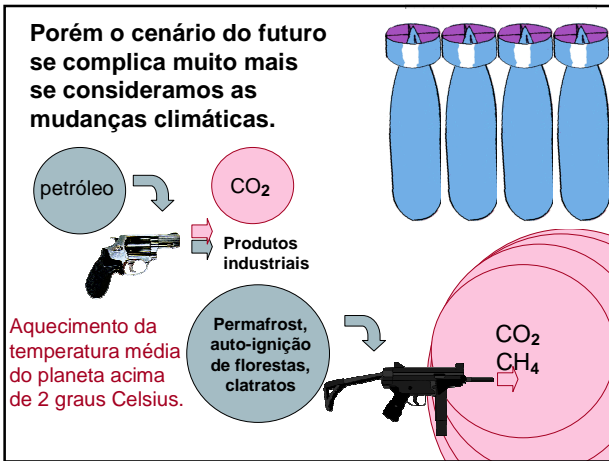 Porém o cenário do futuro
se complica muito mais
se consideramos as
mudanças climáticas.
petróleo
CO₂
Produtos
industriais
Aquecimento da
temperatura média
do planeta acima
de 2 graus Celsius.
Permafrost,
auto-ignição
de florestas,
clatratos
CO₂
CH₄